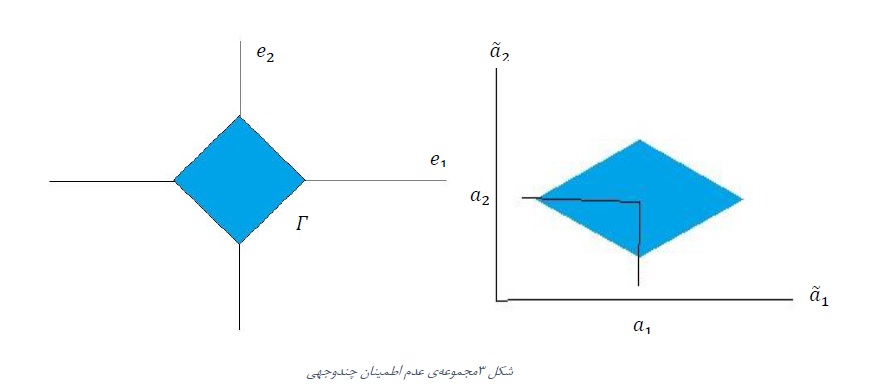 e₂
e₁
Γ
ã₂
a₂
ã₁
a₁
شکل ۳مجموعه‌ی عدم اطمینان چندوجهی